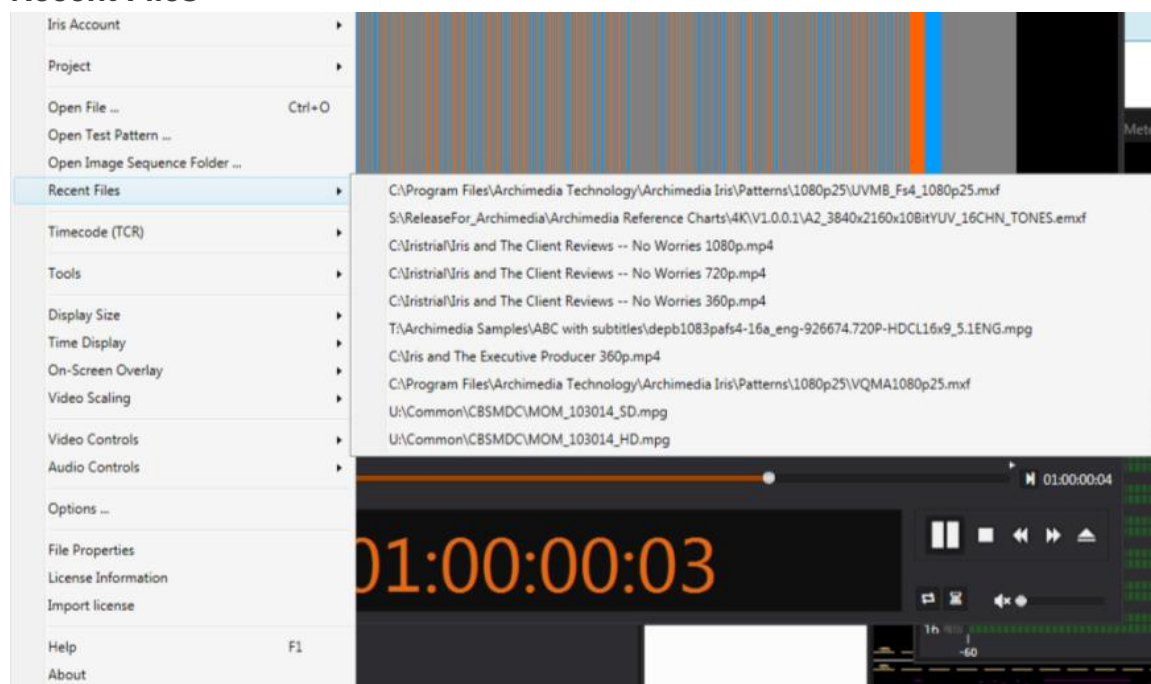 Recent Files
Iris Account
Project
Open File ... Ctrl+O
Open Test Pattern ...
Open Image Sequence Folder ...
Recent Files
Timecode (TCR)
Tools
Display Size
Time Display
On-Screen Overlay
Video Scaling
Video Controls
Audio Controls
Options ...
File Properties
License Information
Import license
Help F1
About
C:\Program Files\Archimedia Technology\Archimedia Iris\Patterns\1080p25\UVMB_Fs4_1080p25.mxf
S:\ReleaseFor_Archimedia\Archimedia Reference Charts\4K\V1.0.0.1\A2_3840x2160x10BitYUV_16CHN_TONES.emxf
C:\Iristrial\Iris and The Client Reviews -- No Worries 1080p.mp4
C:\Iristrial\Iris and The Client Reviews -- No Worries 720p.mp4
C:\Iristrial\Iris and The Client Reviews -- No Worries 360p.mp4
T:\Archimedia Samples\ABC with subtitles\depb1083pafs4-16a_eng-926674.720P-HDCL16x9_5.1ENG.mpg
C:\Iris and The Executive Producer 360p.mp4
C:\Program Files\Archimedia Technology\Archimedia Iris\Patterns\1080p25\VQMA1080p25.mxf
U:\Common\CBSMDC\MOM_103014_SD.mpg
U:\Common\CBSMDC\MOM_103014_HD.mpg
Mete
01:00:00:04
01:00:00:03
16
-60